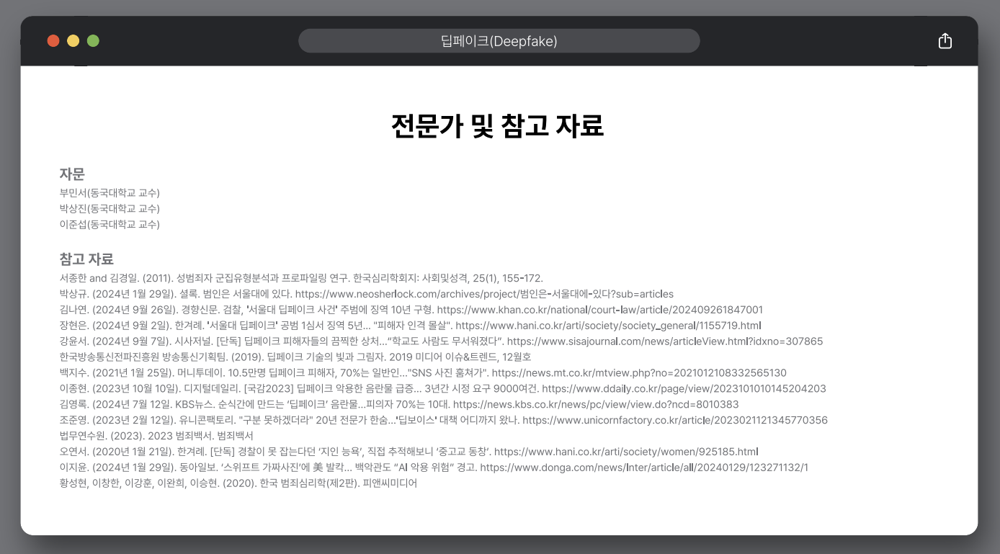 딥페이크(Deepfake)
전문가 및 참고 자료
자문
부민서(동국대학교 교수)
박상진(동국대학교 교수)
이준섭(동국대학교 교수)
참고 자료
서종한 and 김경일. (2011). 성범죄자 군집유형분석과 프로파일링 연구. 한국심리학회지: 사회및성격, 25(1), 155-172.
박상규. (2024년 1월 29일). 셜록. 범인은 서울대에 있다. https://www.neosherlock.com/archives/project/범인은-서울대에-있다?sub=articles
김나연. (2024년 9월 26일). 경향신문. 검찰, '서울대 딥페이크 사건' 주범에 징역 10년 구형. https://www.khan.co.kr/national/court-law/article/202409261847001
장현은. (2024년 9월 2일). 한겨레. '서울대 딥페이크' 공범 1심서 징역 5년... "피해자 인격 몰살". https://www.hani.co.kr/arti/society/society_general/1155719.html
강윤서. (2024년 9월 7일). 시사저널. [단독] 딥페이크 피해자들의 끔찍한 상처...“학교도 사람도 무서워졌다”. https://www.sisajournal.com/news/articleView.html?idxno=307865
한국방송통신전파진흥원 방송통신기획팀. (2019). 딥페이크 기술의 빛과 그림자. 2019 미디어 이슈&트렌드, 12월호
백지수. (2021년 1월 25일). 머니투데이. 10.5만명 딥페이크 피해자, 70%는 일반인..."SNS 사진 훔쳐가". https://news.mt.co.kr/mtview.php?no=2021012108332565130
이종현. (2023년 10월 10일). 디지털데일리. [국감2023] 딥페이크 악용한 음란물 급증... 3년간 시정 요구 9000여건. https://www.ddaily.co.kr/page/view/2023101010145204203
김영록. (2024년 7월 12일. KBS뉴스. 순식간에 만드는 ‘딥페이크’ 음란물...피의자 70%는 10대. https://news.kbs.co.kr/news/pc/view/view.do?ncd=8010383
조준영. (2023년 2월 12일). 유니콘팩토리. "구분 못하겠더라" 20년 전문가 한숨...'딥보이스' 대책 어디까지 왔나. https://www.unicornfactory.co.kr/article/2023021121345770356
법무연수원. (2023). 2023 범죄백서. 범죄백서
오연서. (2020년 1월 21일). 한겨레. [단독] 경찰이 못 잡는다던 ‘지인 능욕’, 직접 추적해보니 ‘중고교 동창’. https://www.hani.co.kr/arti/society/women/925185.html
이지윤. (2024년 1월 29일). 동아일보. ‘스위프트 가짜사진’에 美 발칵... 백악관도 “AI 악용 위험” 경고. https://www.donga.com/news/Inter/article/all/20240129/123271132/1
황성현, 이창한, 이강훈, 이완희, 이승현. (2020). 한국 범죄심리학(제2판). 피앤씨미디어